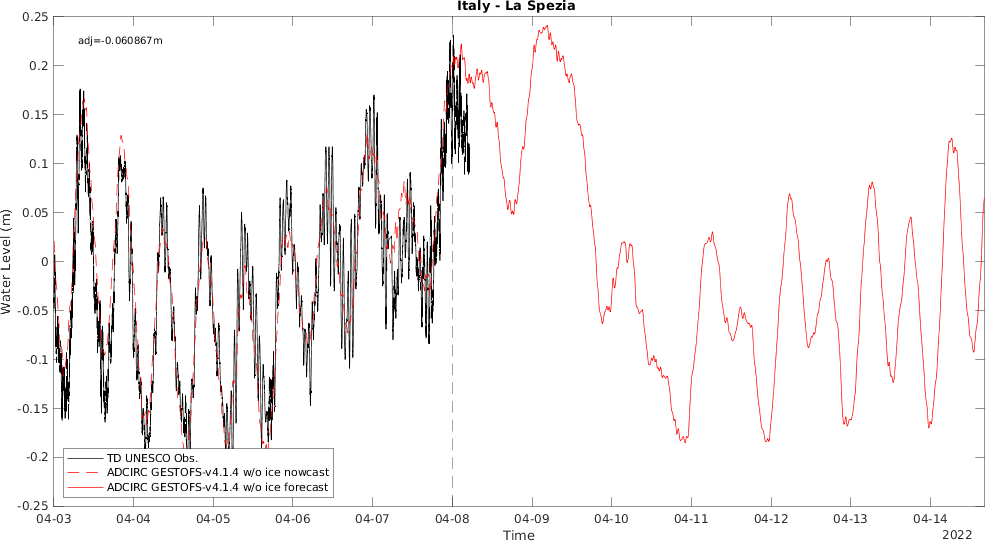 Italy - La Spezia
adj=-0.060867m
0.25
0.2
0.15
0.1
0.05
0
-0.05
-0.1
-0.15
-0.2
-0.25
Water Level (m)
TD UNESCO Obs.
ADCIRC GESTOFS-v4.1.4 w/o ice nowcast
ADCIRC GESTOFS-v4.1.4 w/o ice forecast
04-03 04-04 04-05 04-06 04-07 04-08 04-09 04-10 04-11 04-12 04-13 04-14
Time
2022